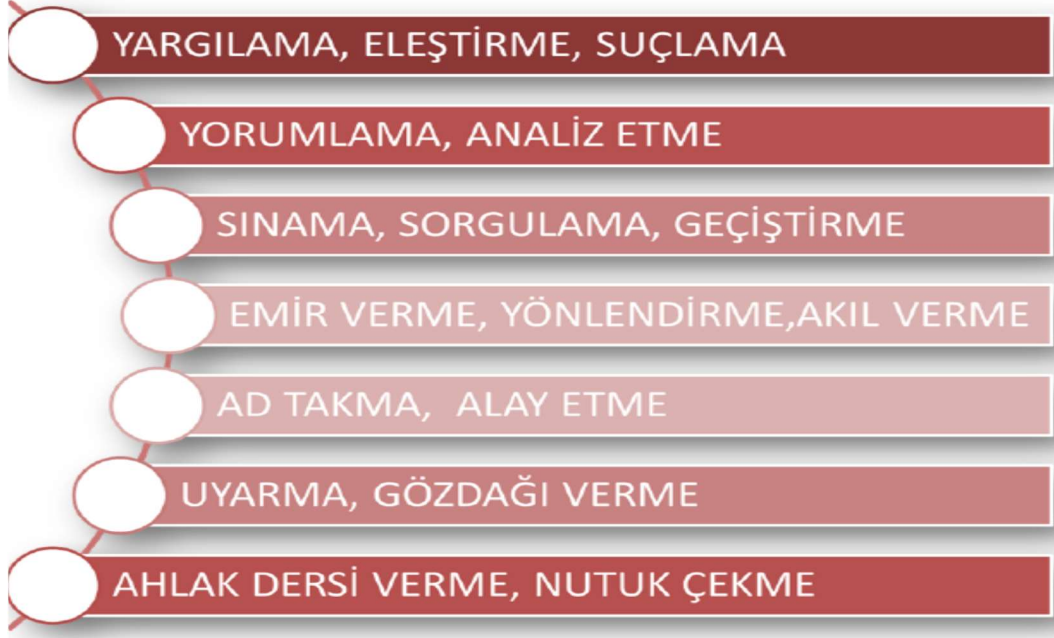 YARGILAMA, ELEŞTİRME, SUÇLAMA
YORUMLAMA, ANALİZ ETME
SINAMA, SORGULAMA, GEÇİŞTİRME
EMİR VERME, YÖNLENDİRME,AKIL VERME
AD TAKMA, ALAY ETME
UYARMA, GÖZDAĞI VERME
AHLAK DERSİ VERME, NUTUK ÇEKME